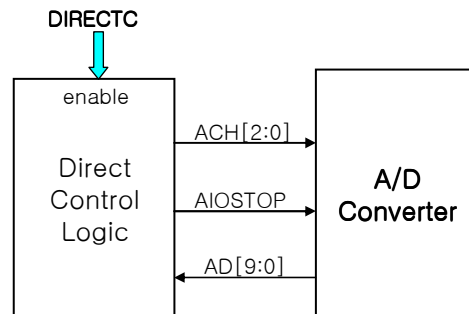 DIRECTC
enable
Direct
Control
Logic
ACH[2:0]
AIOSTOP
AD[9:0]
A/D
Converter